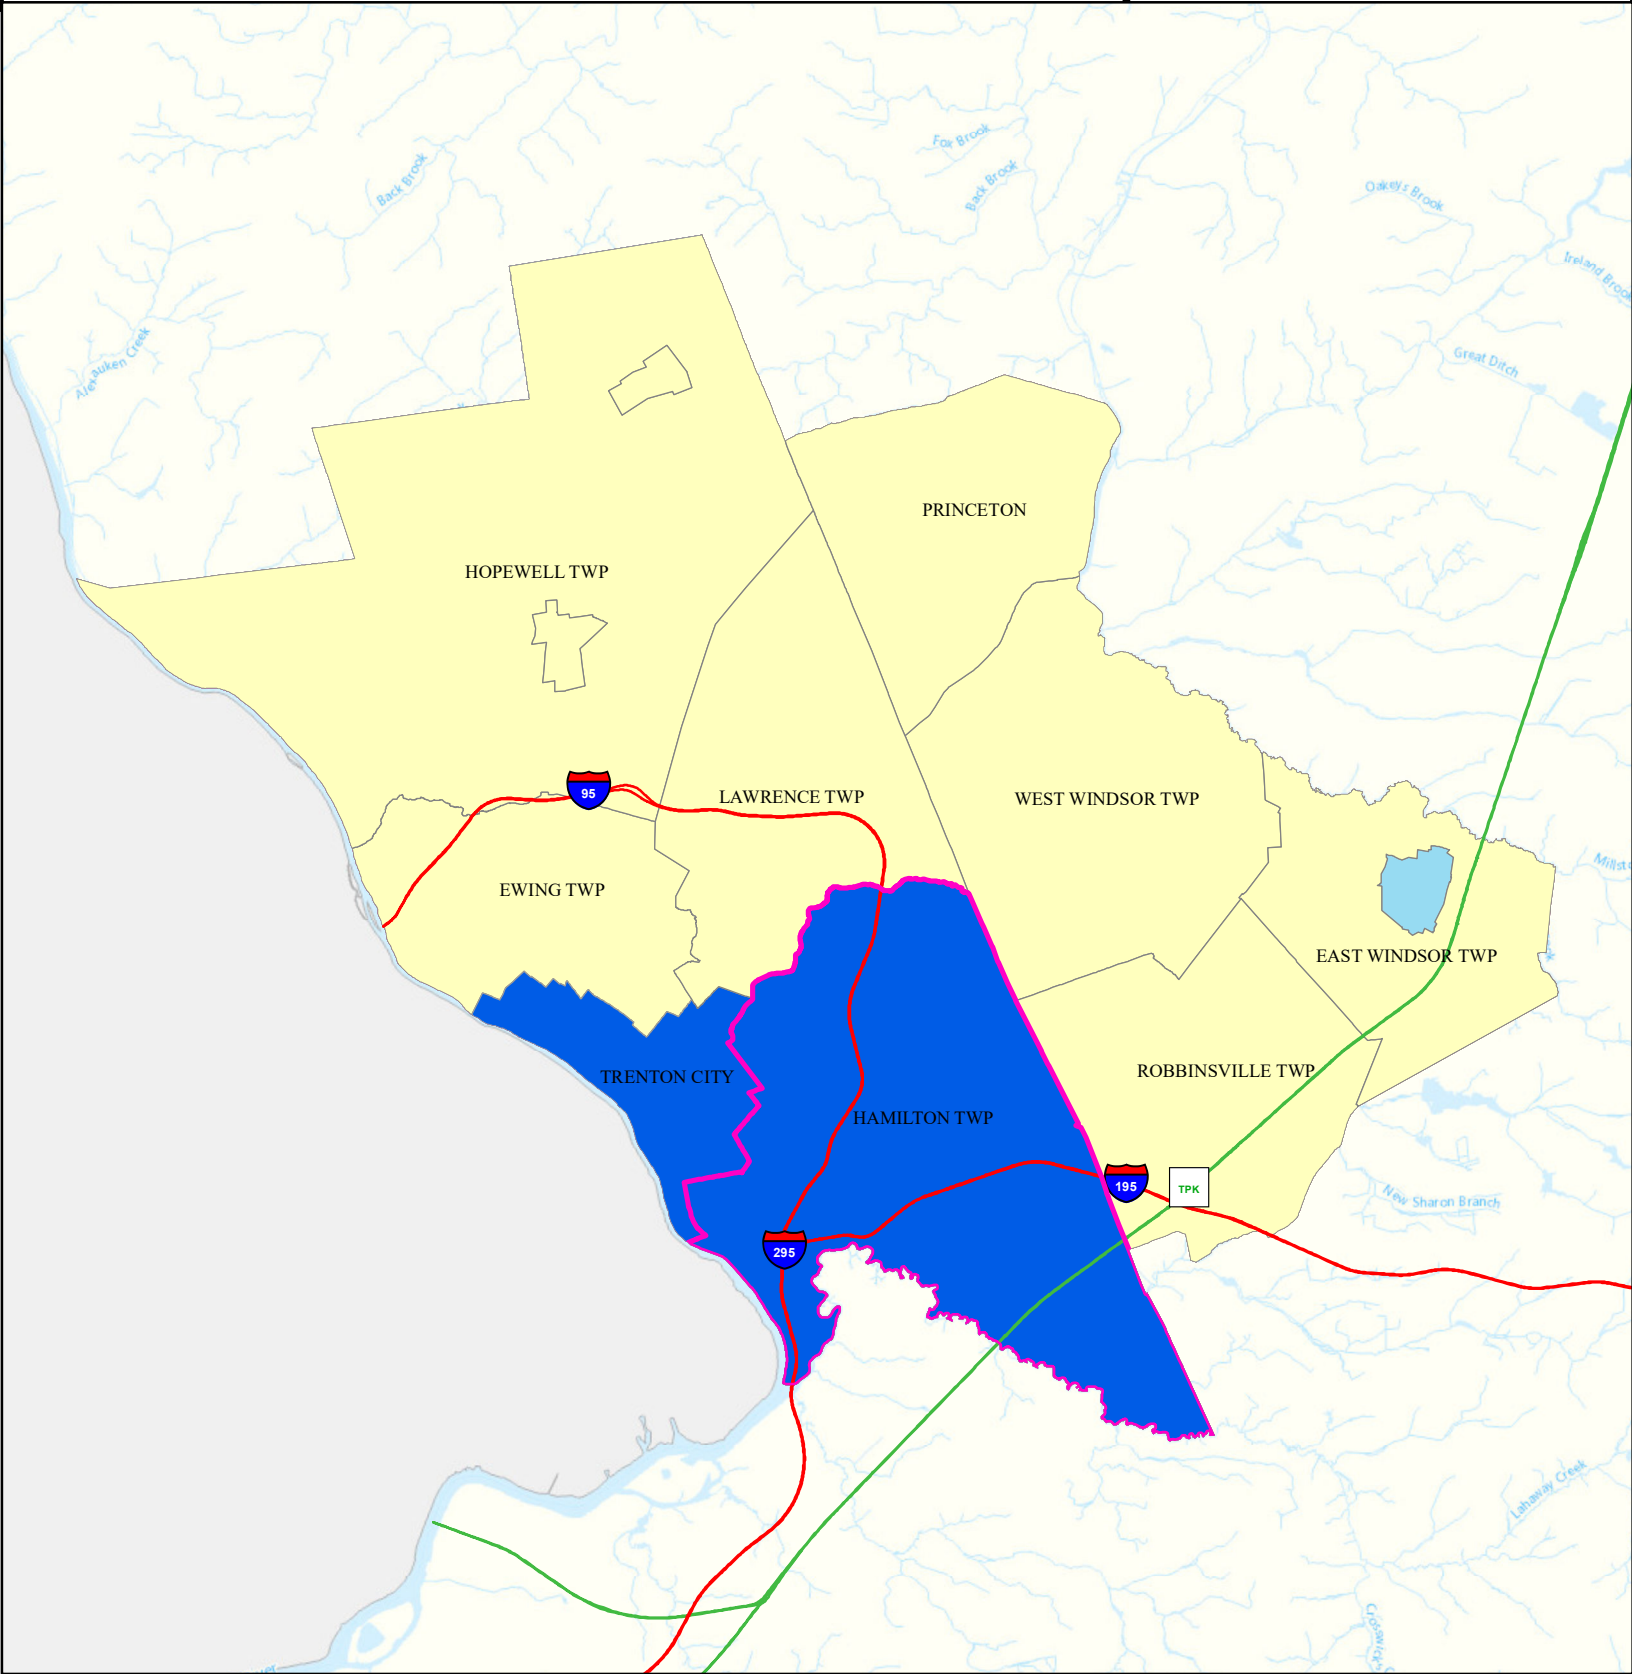 Fox Brook
Back Brook
Back Brook
Oakeys Brook
Ireland Brook
Alexauken Creek
Great Ditch
PRINCETON
HOPEWELL TWP
95
LAWRENCE TWP
WEST WINDSOR TWP
EWING TWP
EAST WINDSOR TWP
TRENTON CITY
ROBBINSVILLE TWP
HAMILTON TWP
195
TPK
New Sharon Branch
295
Lahaway Creek